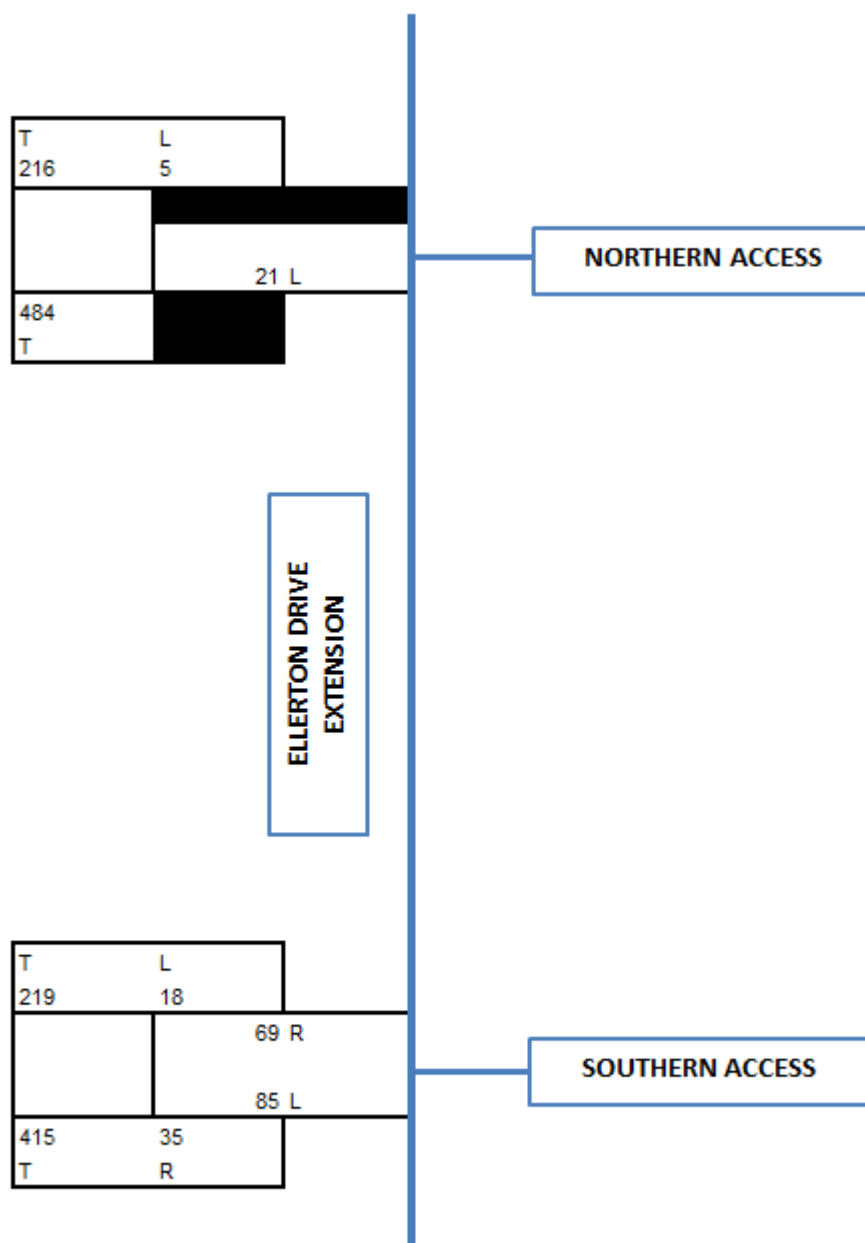 T L
216 5
NORTHERN ACCESS
21 L
484
T
ELLERTON DRIVE
EXTENSION
T L
219 18
69 R
SOUTHERN ACCESS
85 L
415 35
T R